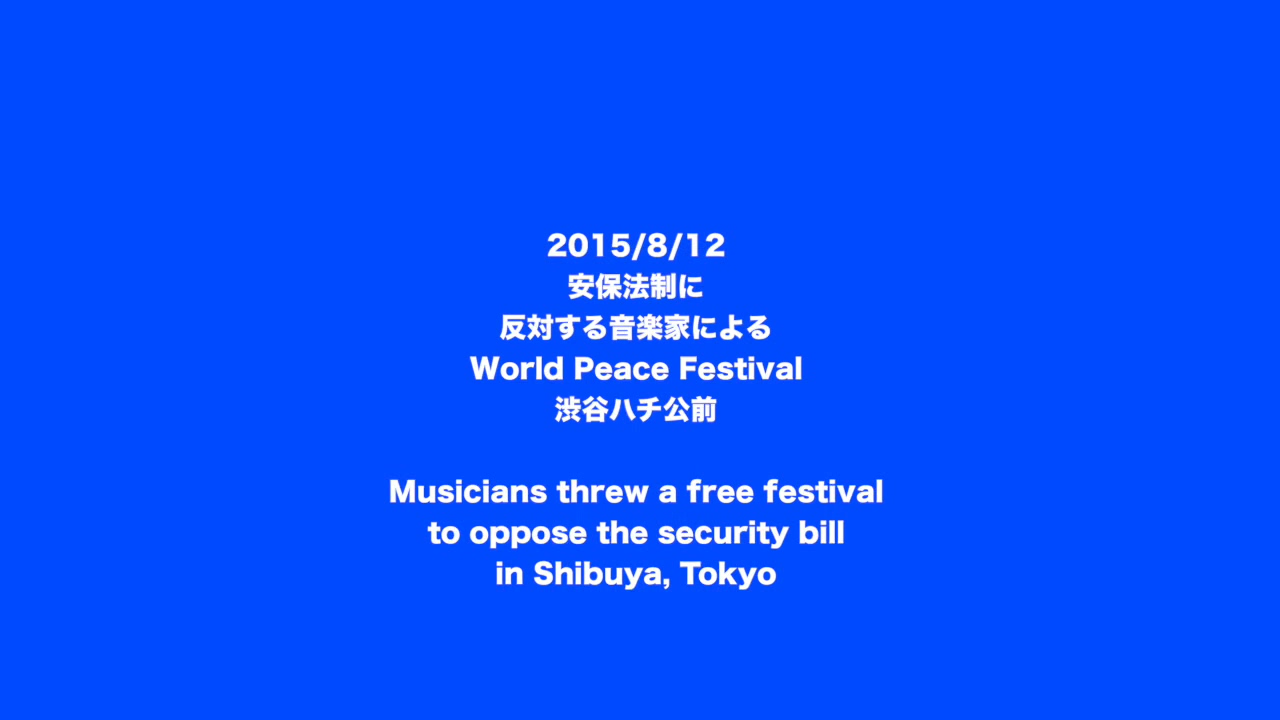 2015/8/12
安保法制に
反対する音楽家による
World Peace Festival
渋谷ハチ公前
Musicians threw a free festival
to oppose the security bill
in Shibuya, Tokyo